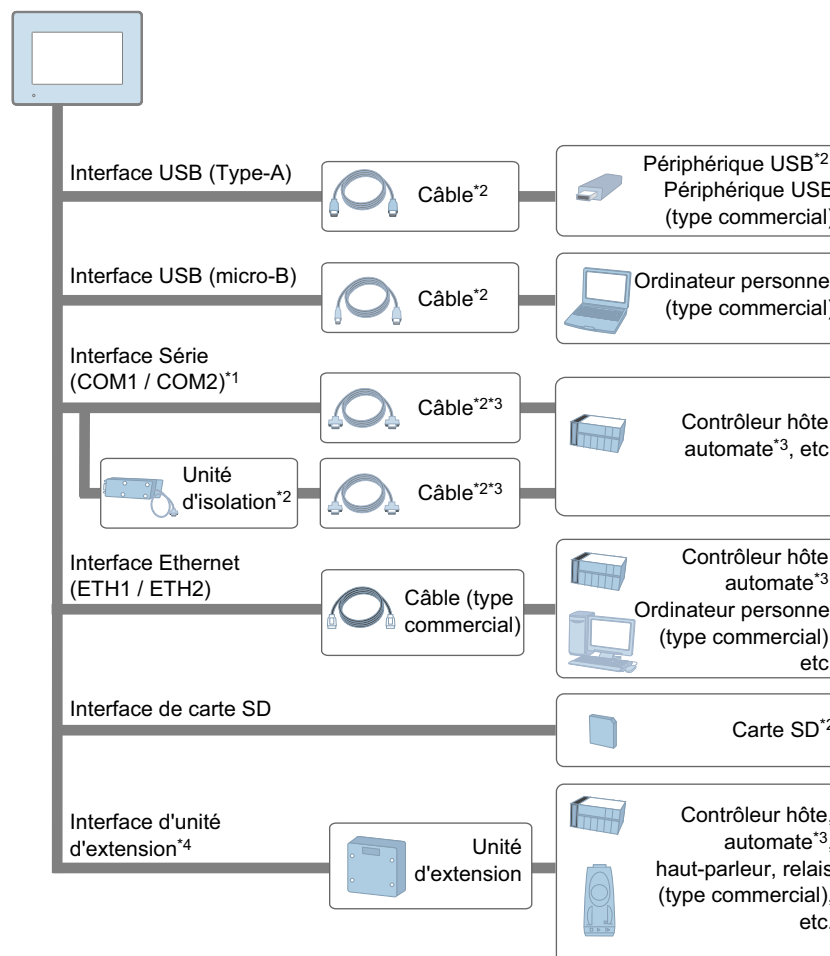 Interface USB (Type-A)
Câble*2
Périphérique USB*2
Périphérique USB
(type commercial)
Interface USB (micro-B)
Câble*2
Ordinateur personne
(type commercial)
Interface Série
(COM1 / COM2)*1
Câble*2*3
Contrôleur hôte
automate*3, etc
Unité
d'isolation*2
Câble*2*3
Interface Ethernet
(ETH1 / ETH2)
Câble (type
commercial)
Contrôleur hôte
automate*3
Ordinateur personne
(type commercial)
etc
Interface de carte SD
Carte SD*2
Interface d'unité
d'extension*4
Unité
d'extension
Contrôleur hôte,
automate*3,
haut-parleur, relais
(type commercial),
etc.